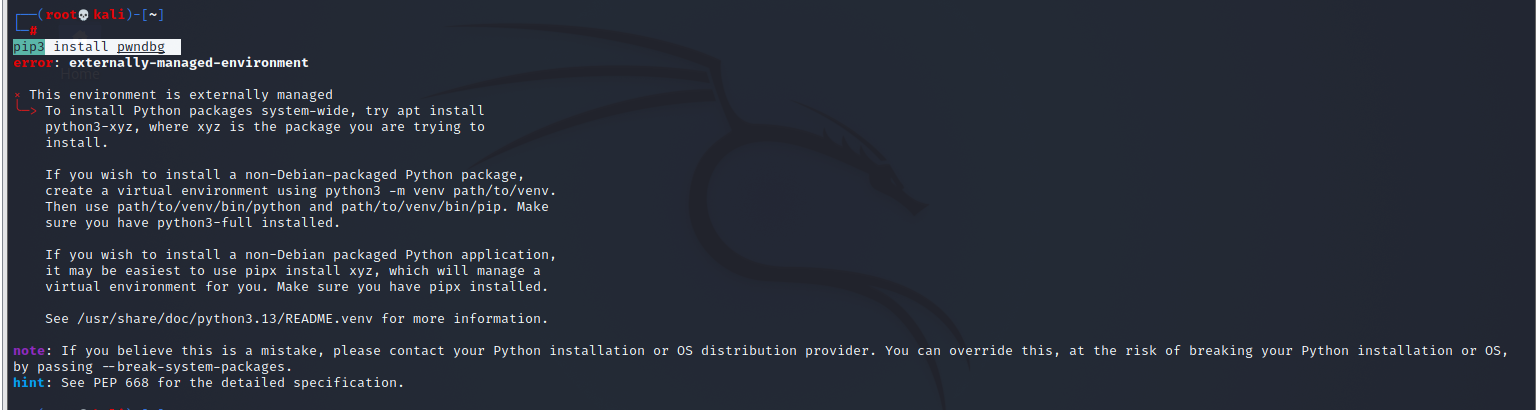 ┌──(root💀kali)-[~]
└─#
pip3 install pwndbg
error: externally-managed-environment
Home
× This environment is externally managed
╰─> To install Python packages system-wide, try apt install
python3-xyz, where xyz is the package you are trying to
install.
If you wish to install a non-Debian-packaged Python package,
create a virtual environment using python3 -m venv path/to/venv.
Then use path/to/venv/bin/python and path/to/venv/bin/pip. Make
sure you have python3-full installed.
If you wish to install a non-Debian packaged Python application,
it may be easiest to use pipx install xyz, which will manage a
virtual environment for you. Make sure you have pipx installed.
See /usr/share/doc/python3.13/README.venv for more information.
note: If you believe this is a mistake, please contact your Python installation or OS distribution provider. You can override this, at the risk of breaking your Python installation or OS,
by passing --break-system-packages.
hint: See PEP 668 for the detailed specification.